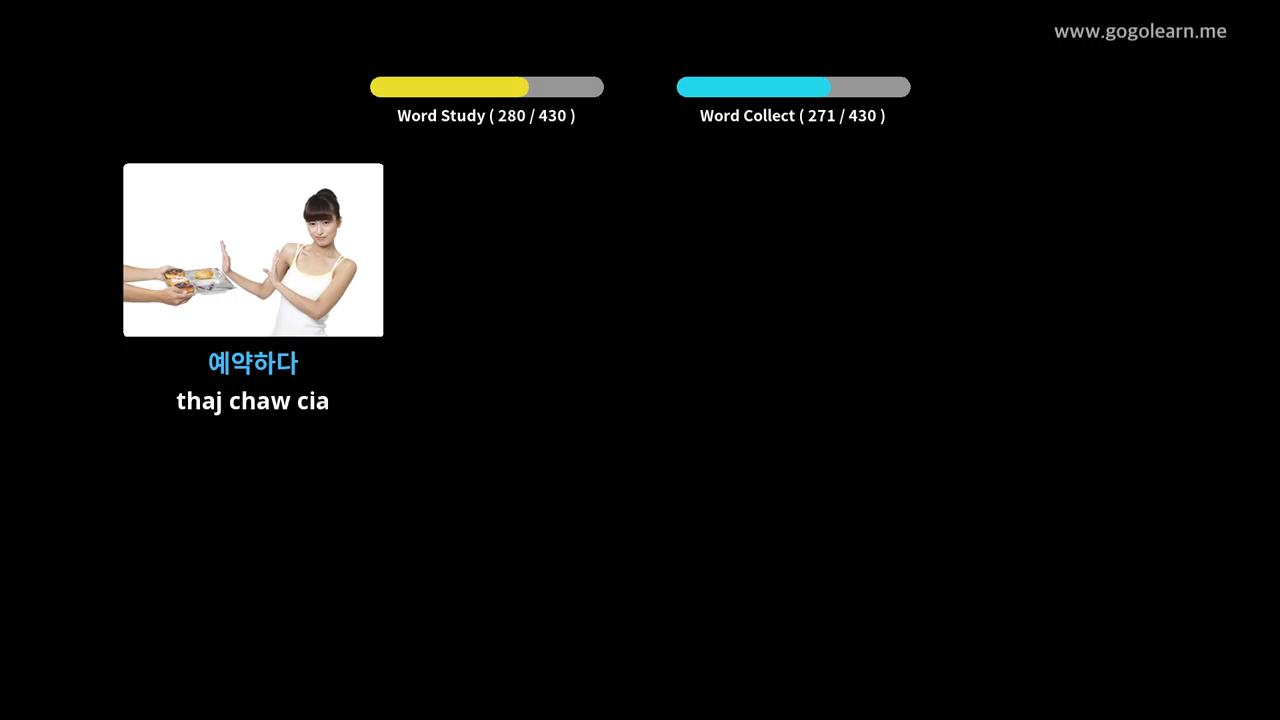 www.gogolearn.me
Word Study ( 280 / 430 )
Word Collect ( 271 / 430 )
예약하다
thaj chaw cia